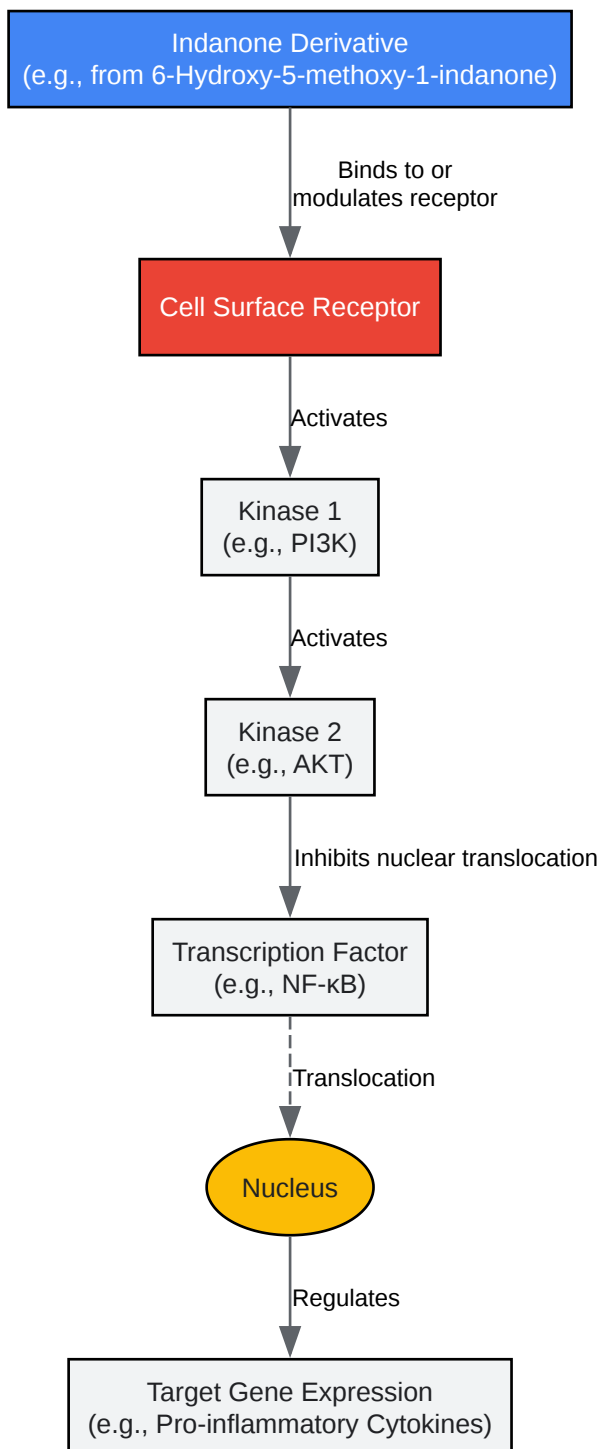 Indanone Derivative
(e.g., from 6-Hydroxy-5-methoxy-1-indanone)
Binds to or
modulates receptor
Cell Surface Receptor
Activates
Kinase 1
(e.g., PI3K)
Activates
Kinase 2
(e.g., AKT)
Inhibits nuclear translocation
Transcription Factor
(e.g., NF-κB)
Translocation
Nucleus
Regulates
Target Gene Expression
(e.g., Pro-inflammatory Cytokines)